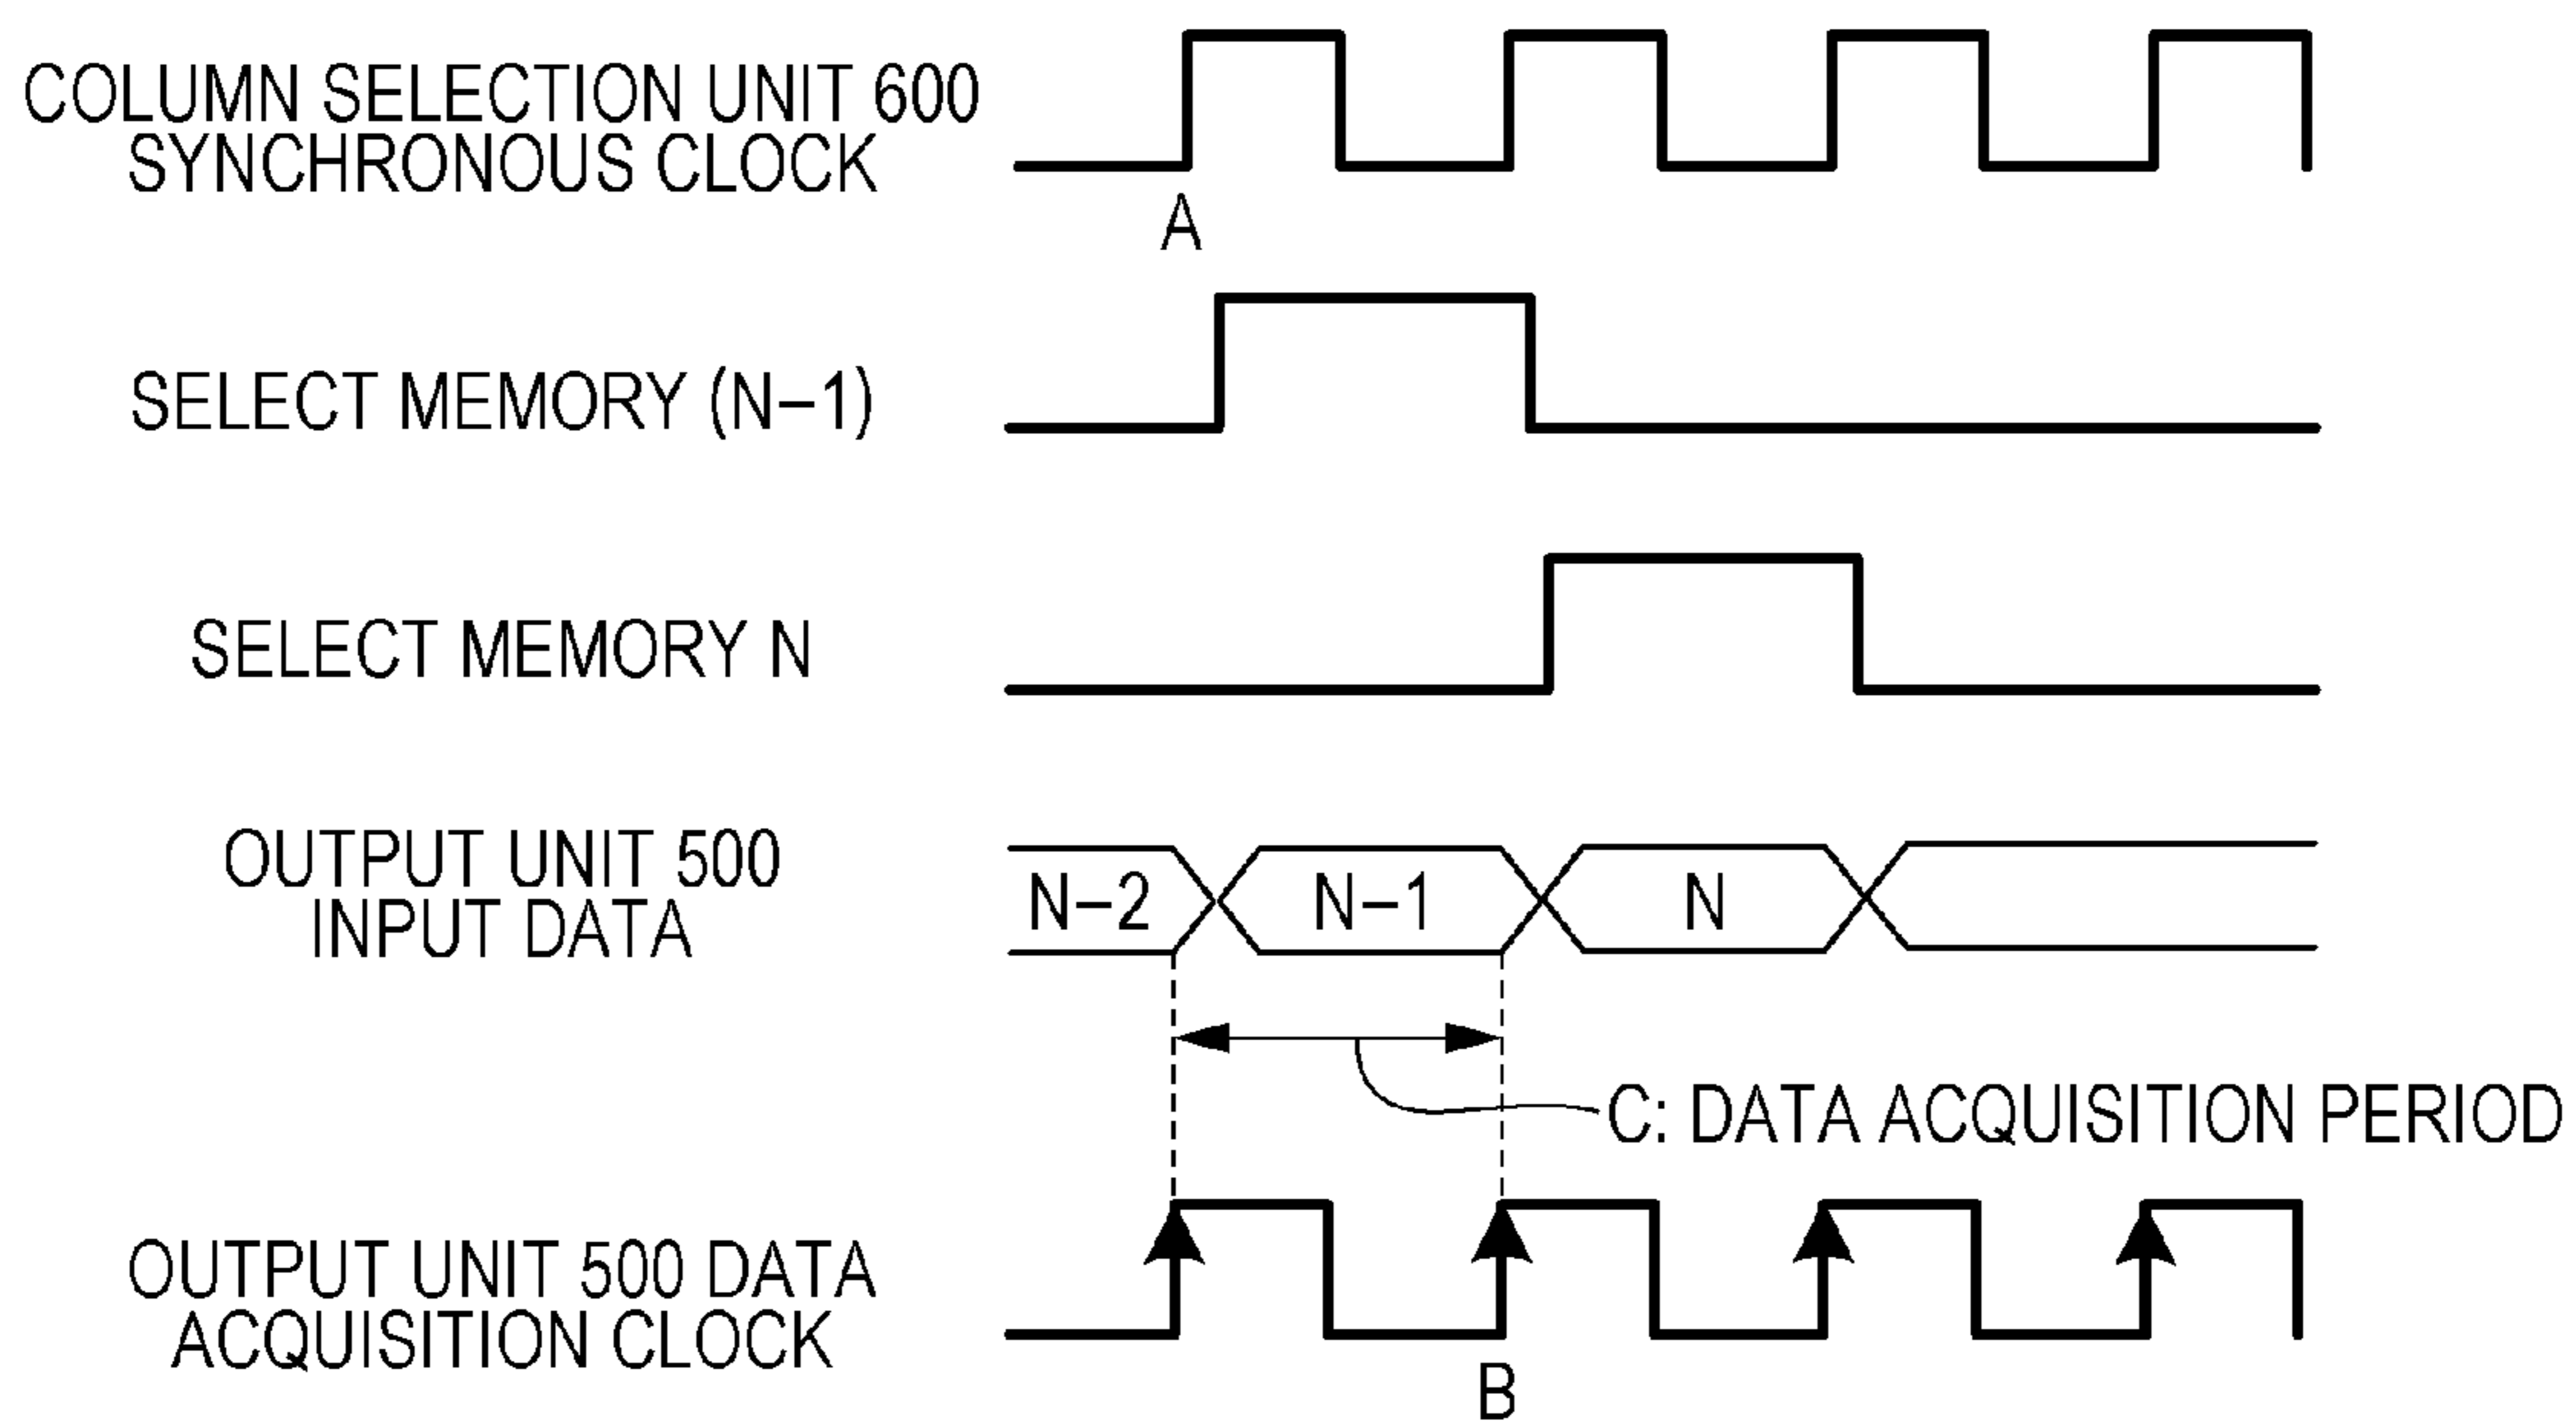 COLUMN SELECTION UNIT 600
SYNCHRONOUS CLOCK
A
SELECT MEMORY (N–1)
SELECT MEMORY N
OUTPUT UNIT 500
INPUT DATA
N–2
N–1
N
C: DATA ACQUISITION PERIOD
OUTPUT UNIT 500 DATA
ACQUISITION CLOCK
B